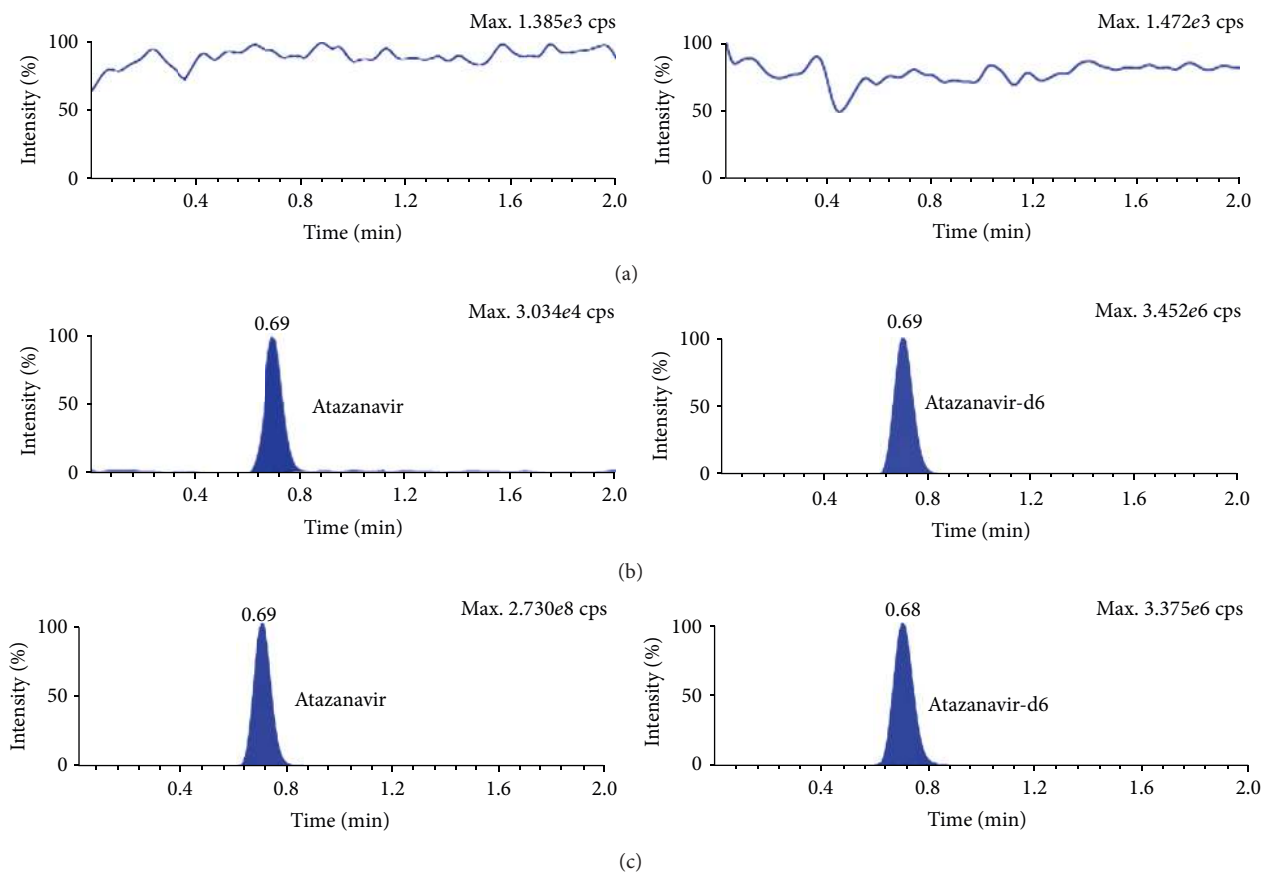 Max. 1.385e3 cps
100
50
0
Intensity (%)
0.4 0.8 1.2 1.6 2.0
Time (min)
Max. 1.472e3 cps
100
50
0
Intensity (%)
0.4 0.8 1.2 1.6 2.0
Time (min)
(a)
Max. 3.034e4 cps
0.69
100
50
0
Intensity (%)
Atazanavir
0.4 0.8 1.2 1.6 2.0
Time (min)
Max. 3.452e6 cps
0.69
100
50
0
Intensity (%)
Atazanavir-d6
0.4 0.8 1.2 1.6 2.0
Time (min)
(b)
Max. 2.730e8 cps
0.69
100
50
0
Intensity (%)
Atazanavir
0.4 0.8 1.2 1.6 2.0
Time (min)
Max. 3.375e6 cps
0.68
100
50
0
Intensity (%)
Atazanavir-d6
0.4 0.8 1.2 1.6 2.0
Time (min)
(c)